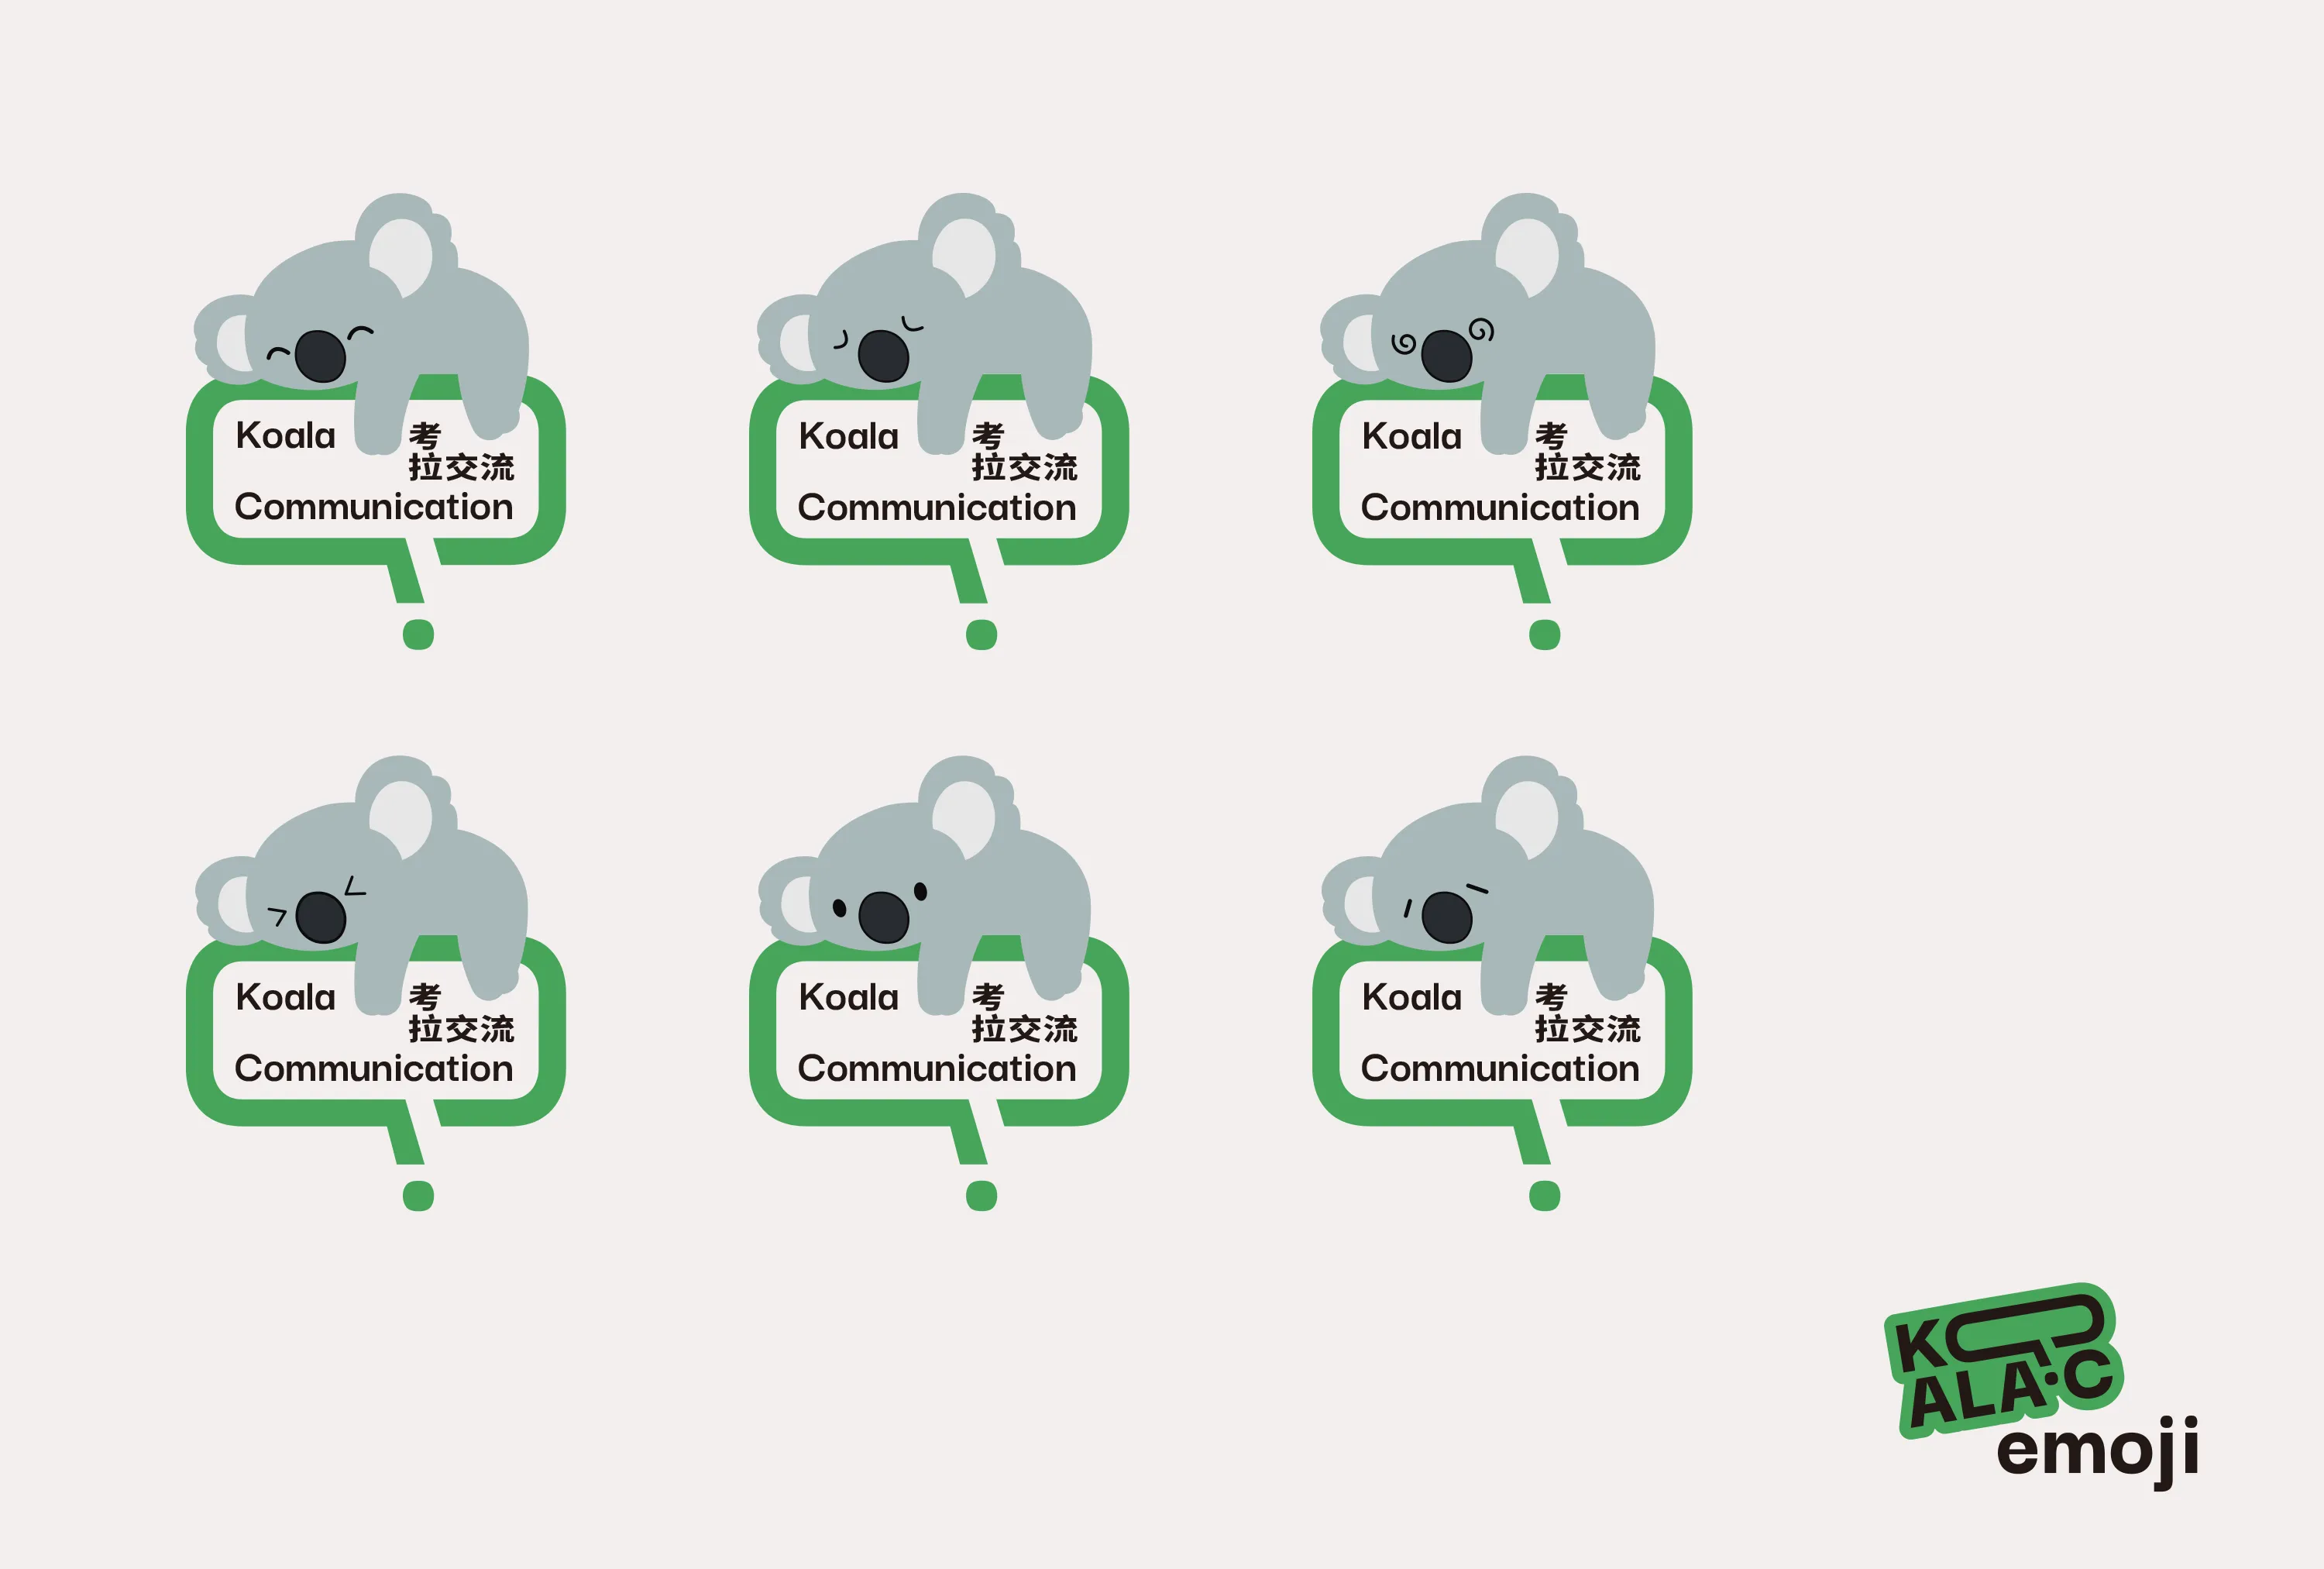 Koala 考
拉交流
Communication
Koala 考
拉交流
Communication
Koala 考
拉交流
Communication
Koala 考
拉交流
Communication
Koala 考
拉交流
Communication
Koala 考
拉交流
Communication
KO
ALA·C
emoji